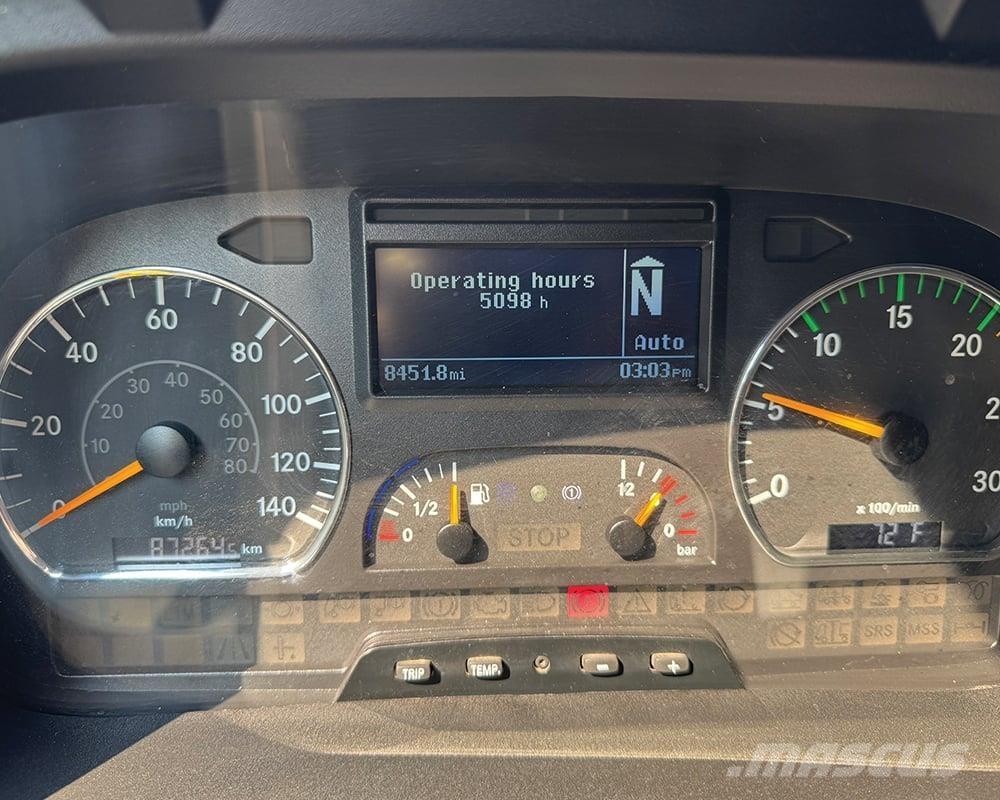 Operating hours
5098 h
N
Auto
8451.8mi
03:03PM
0
20
40
60
80
100
120
140
10
20
30
40
50
60
70
80
mph
km/h
km
0
1/2
12
0
bar
STOP
0
5
10
15
20
30
x 100/min
72 F
SRS
MSS
TRIP
TEMP.
-
+
MASCUS